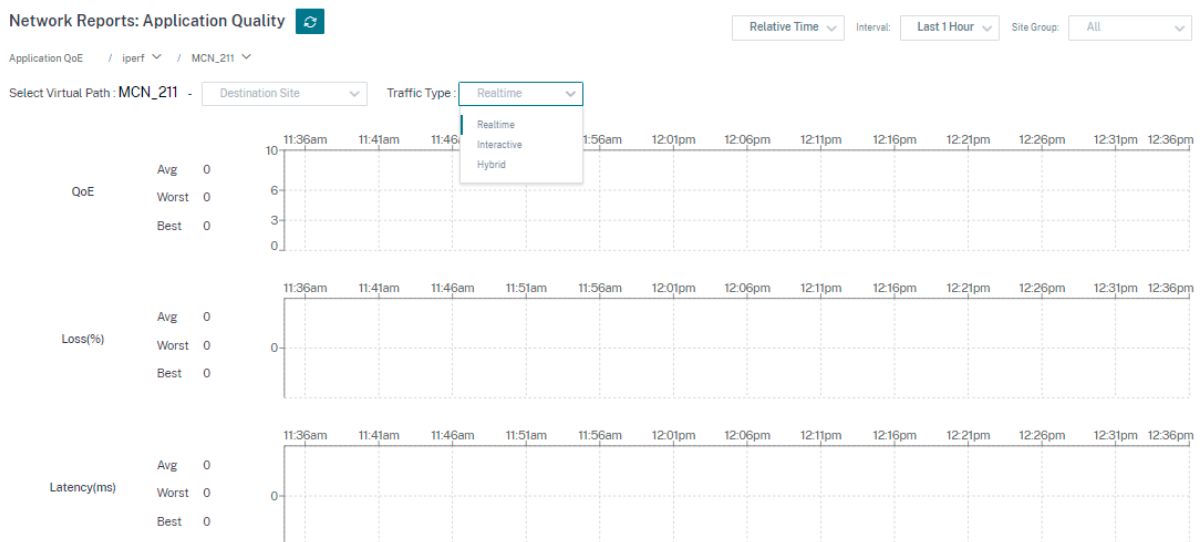 Network Reports: Application Quality
Relative Time Interval: Last 1 Hour Site Group: All
Application QoE / iperf / MCN_211
Select Virtual Path : MCN_211 - Destination Site Traffic Type : Realtime
Realtime
Interactive
Hybrid
11:36am 11:41am 11:46 1:56am 12:01pm 12:06pm 12:11pm 12:16pm 12:21pm 12:26pm 12:31pm 12:36pm
10
Avg 0
QoE
6
Worst 0
3
Best 0
0
11:36am 11:41am 11:46am 11:51am 11:56am 12:01pm 12:06pm 12:11pm 12:16pm 12:21pm 12:26pm 12:31pm 12:36pm
Avg 0
Loss(%)
Worst 0
0
Best 0
11:36am 11:41am 11:46am 11:51am 11:56am 12:01pm 12:06pm 12:11pm 12:16pm 12:21pm 12:26pm 12:31pm 12:36pm
Avg 0
Latency(ms)
Worst 0
0
Best 0